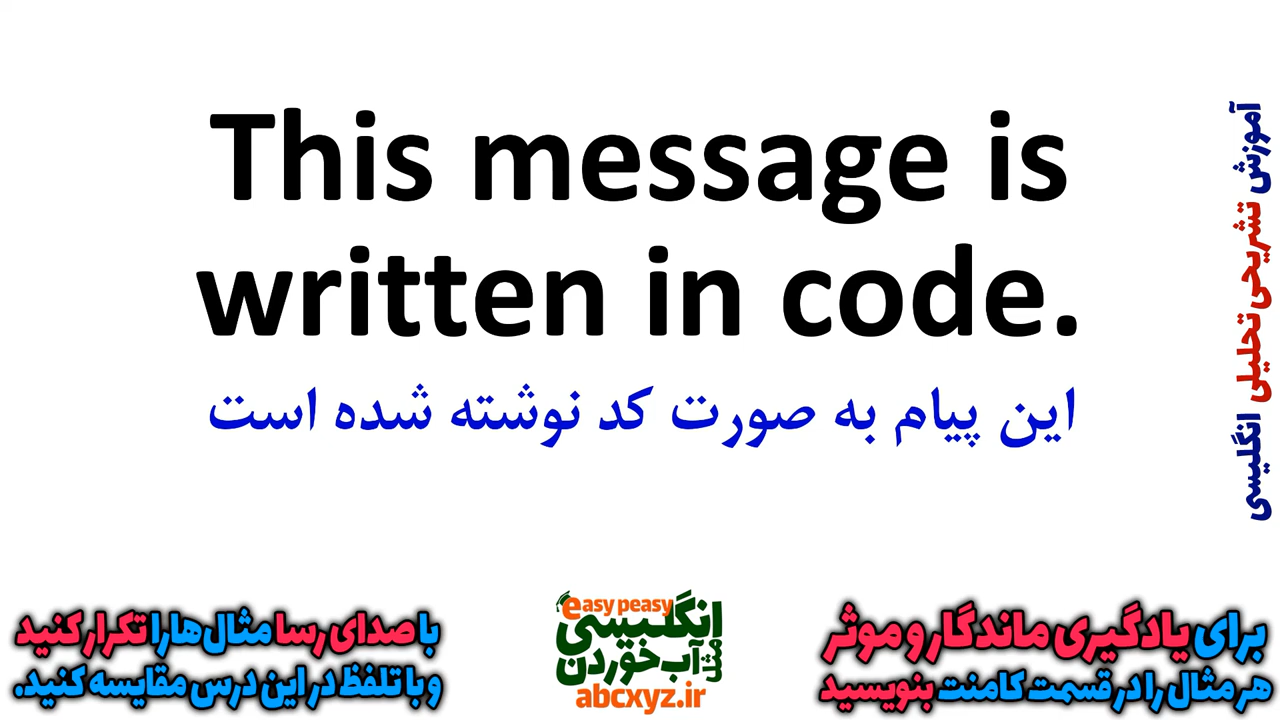 This message is
written in code.
این پیام به صورت کد نوشته شده است
آموزش تشریحی تحلیلی انگلیسی
برای یادگیری ماندگار و موثر
هر مثال را در قسمت کامنت بنویسید
easy peasy
انگلیسی
مثل آب خوردن
abcxyz.ir
با صدای رسا مثال‌ها را تکرار کنید
و با تلفظ در این درس مقایسه کنید.